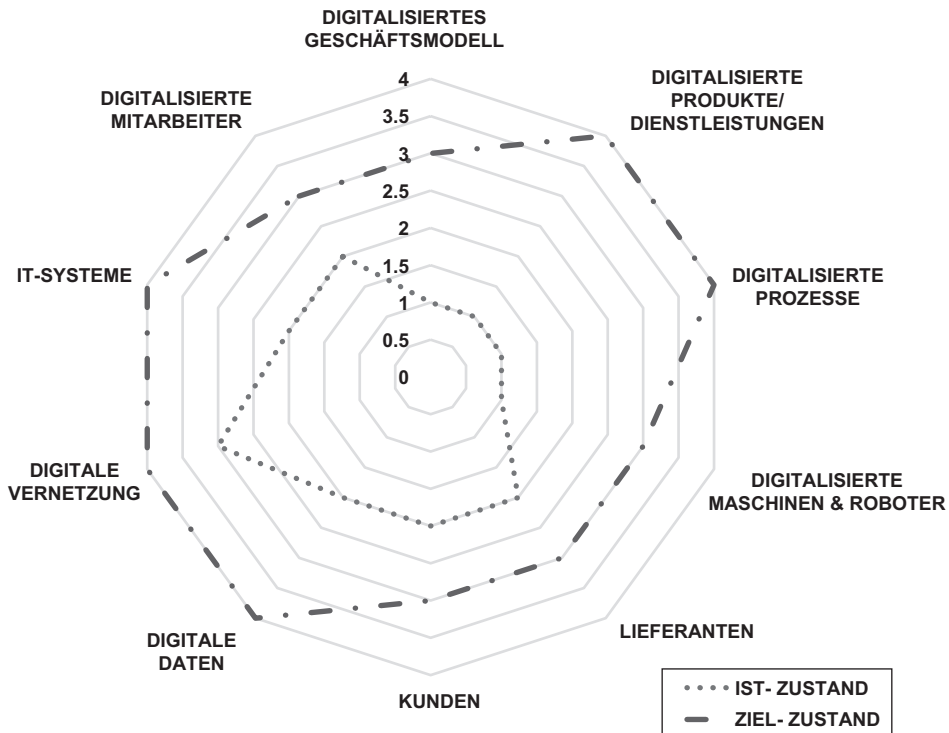 DIGITALISIERTES
GESCHÄFTSMODELL
DIGITALISIERTE
PRODUKTE/
DIENSTLEISTUNGEN
DIGITALISIERTE
PROZESSE
DIGITALISIERTE
MASCHINEN & ROBOTER
LIEFERANTEN
KUNDEN
DIGITALE
DATEN
DIGITALE
VERNETZUNG
IT-SYSTEME
DIGITALISIERTE
MITARBEITER
4
3.5
3
2.5
2
1.5
1
0.5
0
IST- ZUSTAND
ZIEL- ZUSTAND